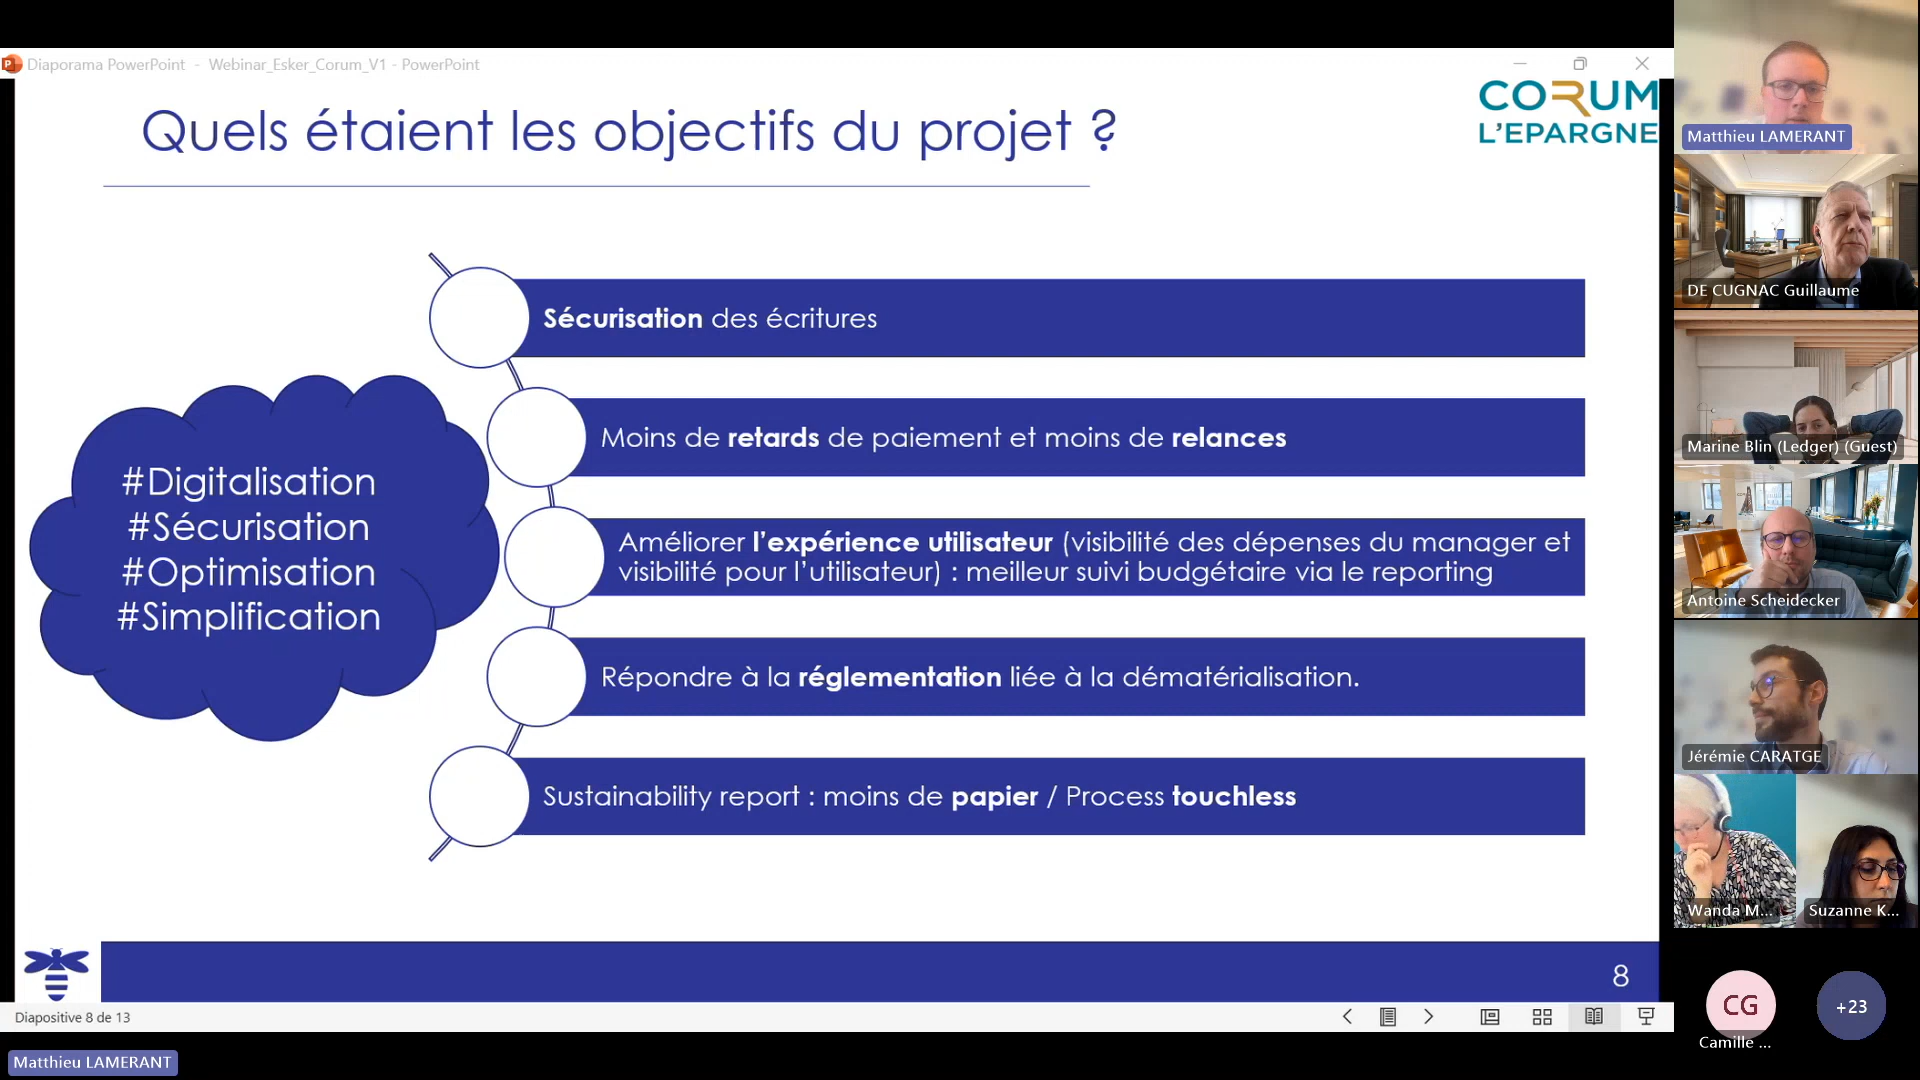 Diaporama PowerPoint - Webinar_Esker_Corum_V1 - PowerPoint
Quels étaient les objectifs du projet ?
CORUM
L'EPARGNE
#Digitalisation
#Sécurisation
#Optimisation
#Simplification
Sécurisation des écritures
Moins de retards de paiement et moins de relances
Améliorer l'expérience utilisateur (visibilité des dépenses du manager et
visibilité pour l'utilisateur) : meilleur suivi budgétaire via le reporting
Répondre à la réglementation liée à la dématérialisation.
Sustainability report : moins de papier / Process touchless
8
Diapositive 8 de 13
Matthieu LAMERANT
Matthieu LAMERANT
DE CUGNAC Guillaume
Marine Blin (Ledger) (Guest)
Antoine Scheidecker
Jérémie CARATGE
Wanda M...
Suzanne K...
CG
Camille ...
+23